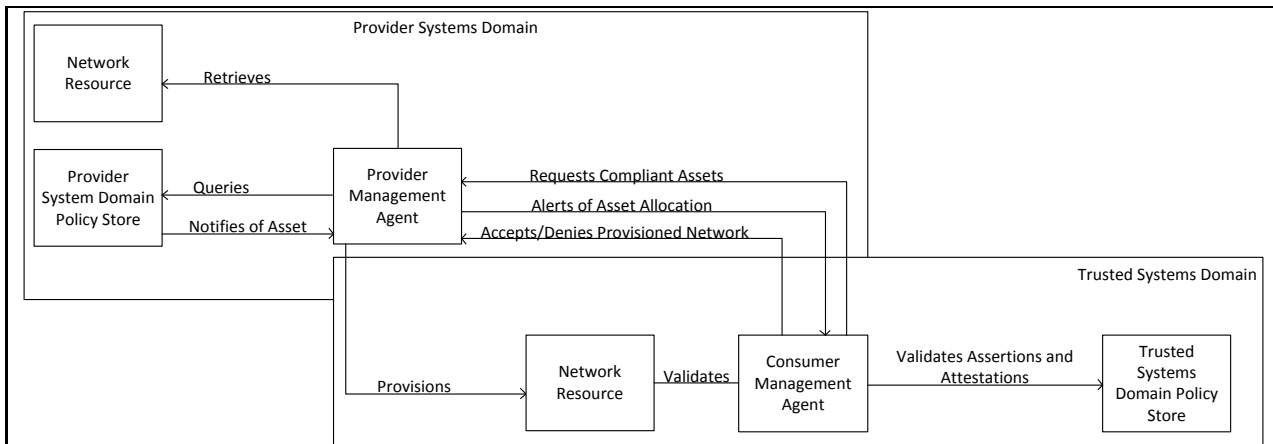 Provider Systems Domain
Network
Resource
Retrieves
Provider
System Domain
Policy Store
Queries
Notifies of Asset
Provider
Management
Agent
Requests Compliant Assets
Alerts of Asset Allocation
Accepts/Denies Provisioned Network
Trusted Systems Domain
Provisions
Network
Resource
Validates
Consumer
Management
Agent
Validates Assertions and
Attestations
Trusted
Systems
Domain Policy
Store